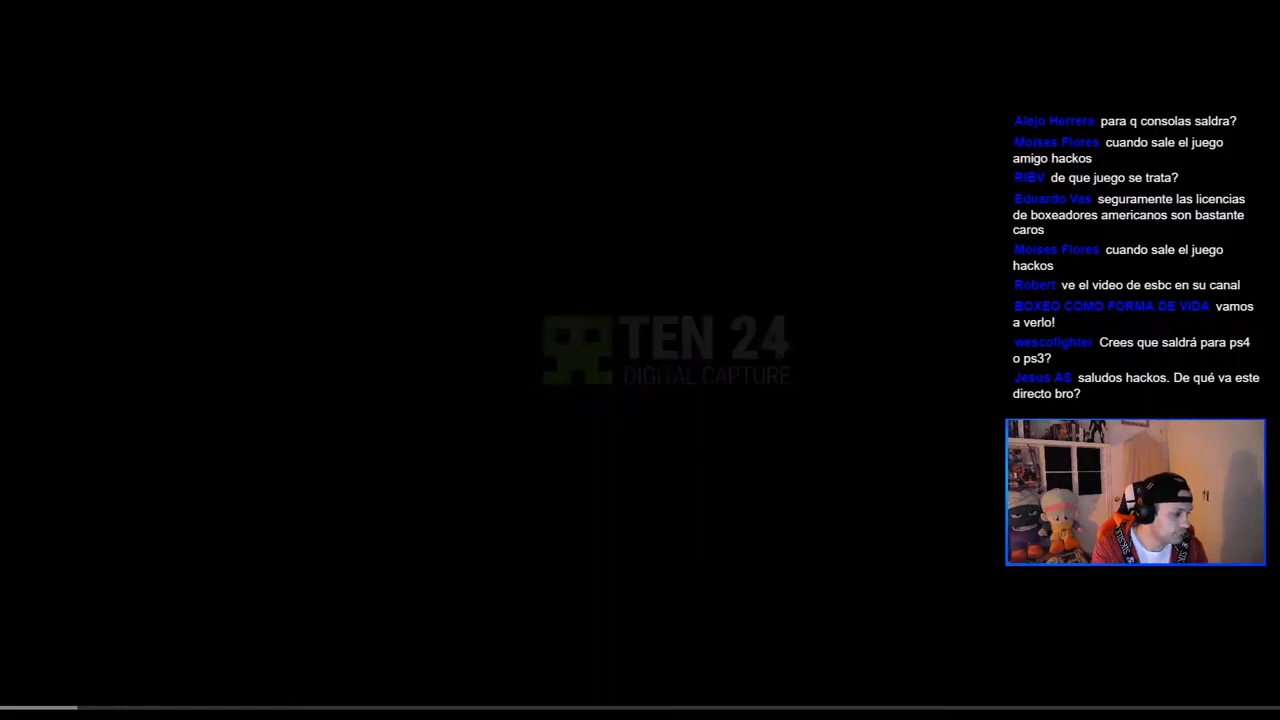 Alejo Herrera para q consolas saldra?
Moises Flores cuando sale el juego
amigo hackos
RIBV de que juego se trata?
Eduardo Vas seguramente las licencias
de boxeadores americanos son bastante
caros
Moises Flores cuando sale el juego
hackos
Robert ve el video de esbc en su canal
BOXEO COMO FORMA DE VIDA vamos
a verlo!
wescofighter Crees que saldrá para ps4
o ps3?
Jesus AS saludos hackos. De qué va este
directo bro?
TEN 24
DIGITAL CAPTURE